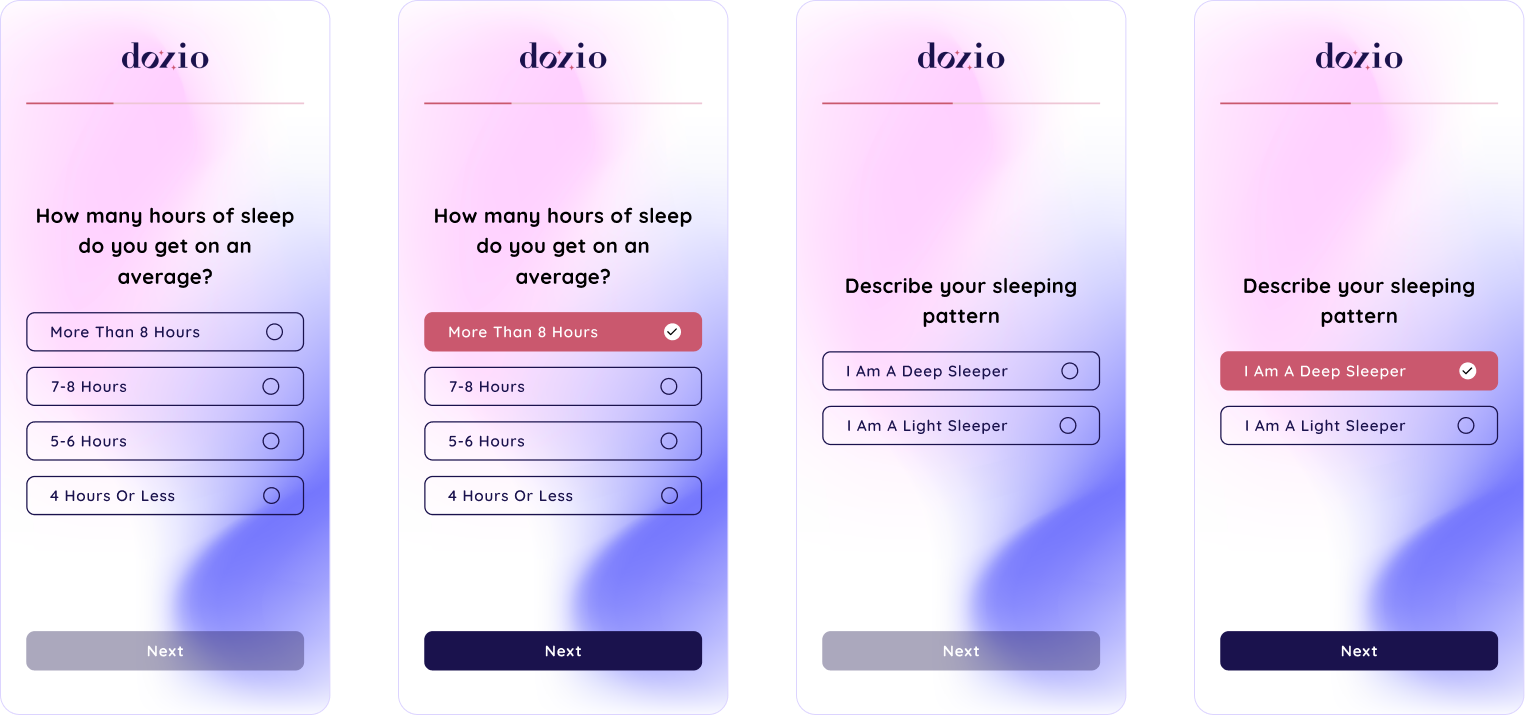 dozio
How many hours of sleep
do you get on an
average?
More Than 8 Hours
7-8 Hours
5-6 Hours
4 Hours Or Less
Next
dozio
How many hours of sleep
do you get on an
average?
More Than 8 Hours
7-8 Hours
5-6 Hours
4 Hours Or Less
Next
dozio
Describe your sleeping
pattern
I Am A Deep Sleeper
I Am A Light Sleeper
Next
dozio
Describe your sleeping
pattern
I Am A Deep Sleeper
I Am A Light Sleeper
Next